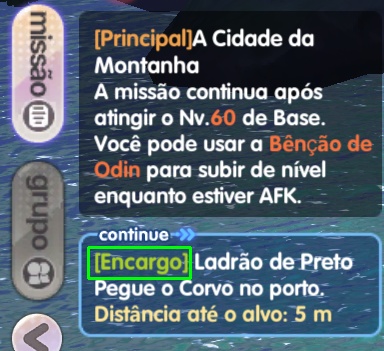 missão
grupo
[Principal]A Cidade da
Montanha
A missão continua após
atingir o Nv.60 de Base.
Você pode usar a Bênção de
Odin para subir de nível
enquanto estiver AFK.
continue
[Encargo] Ladrão de Preto
Pegue o Corvo no porto.
Distância até o alvo: 5 m